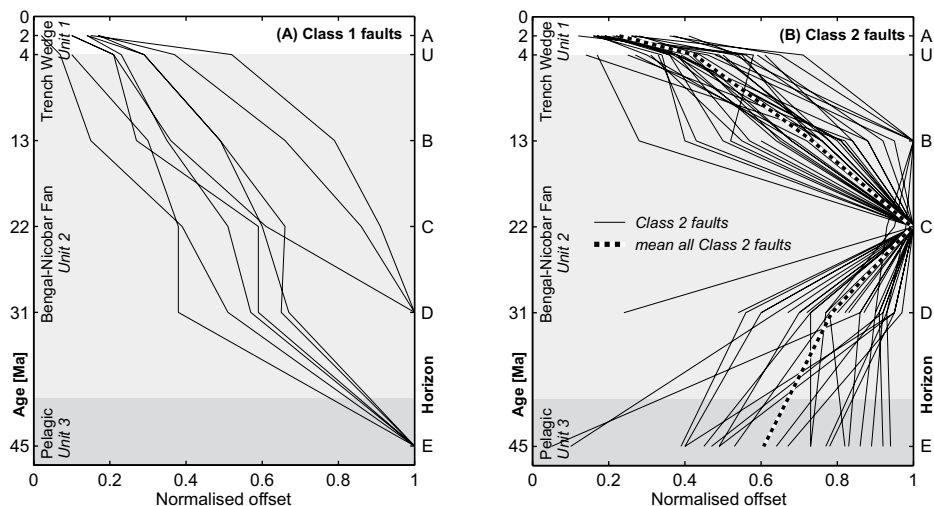 (A) Class 1 faults
0
2
4
13
22
31
45
Age [Ma]
Trench Wedge
Unit 1
Bengal-Nicobar Fan
Unit 2
Pelagic
Unit 3
A
U
B
C
D
E
Horizon
0 0.2 0.4 0.6 0.8 1
Normalised offset
(B) Class 2 faults
0
2
4
13
22
31
45
Age [Ma]
Trench Wedge
Unit 1
Bengal-Nicobar Fan
Unit 2
Pelagic
Unit 3
Class 2 faults
mean all Class 2 faults
A
U
B
C
D
E
Horizon
0 0.2 0.4 0.6 0.8 1
Normalised offset